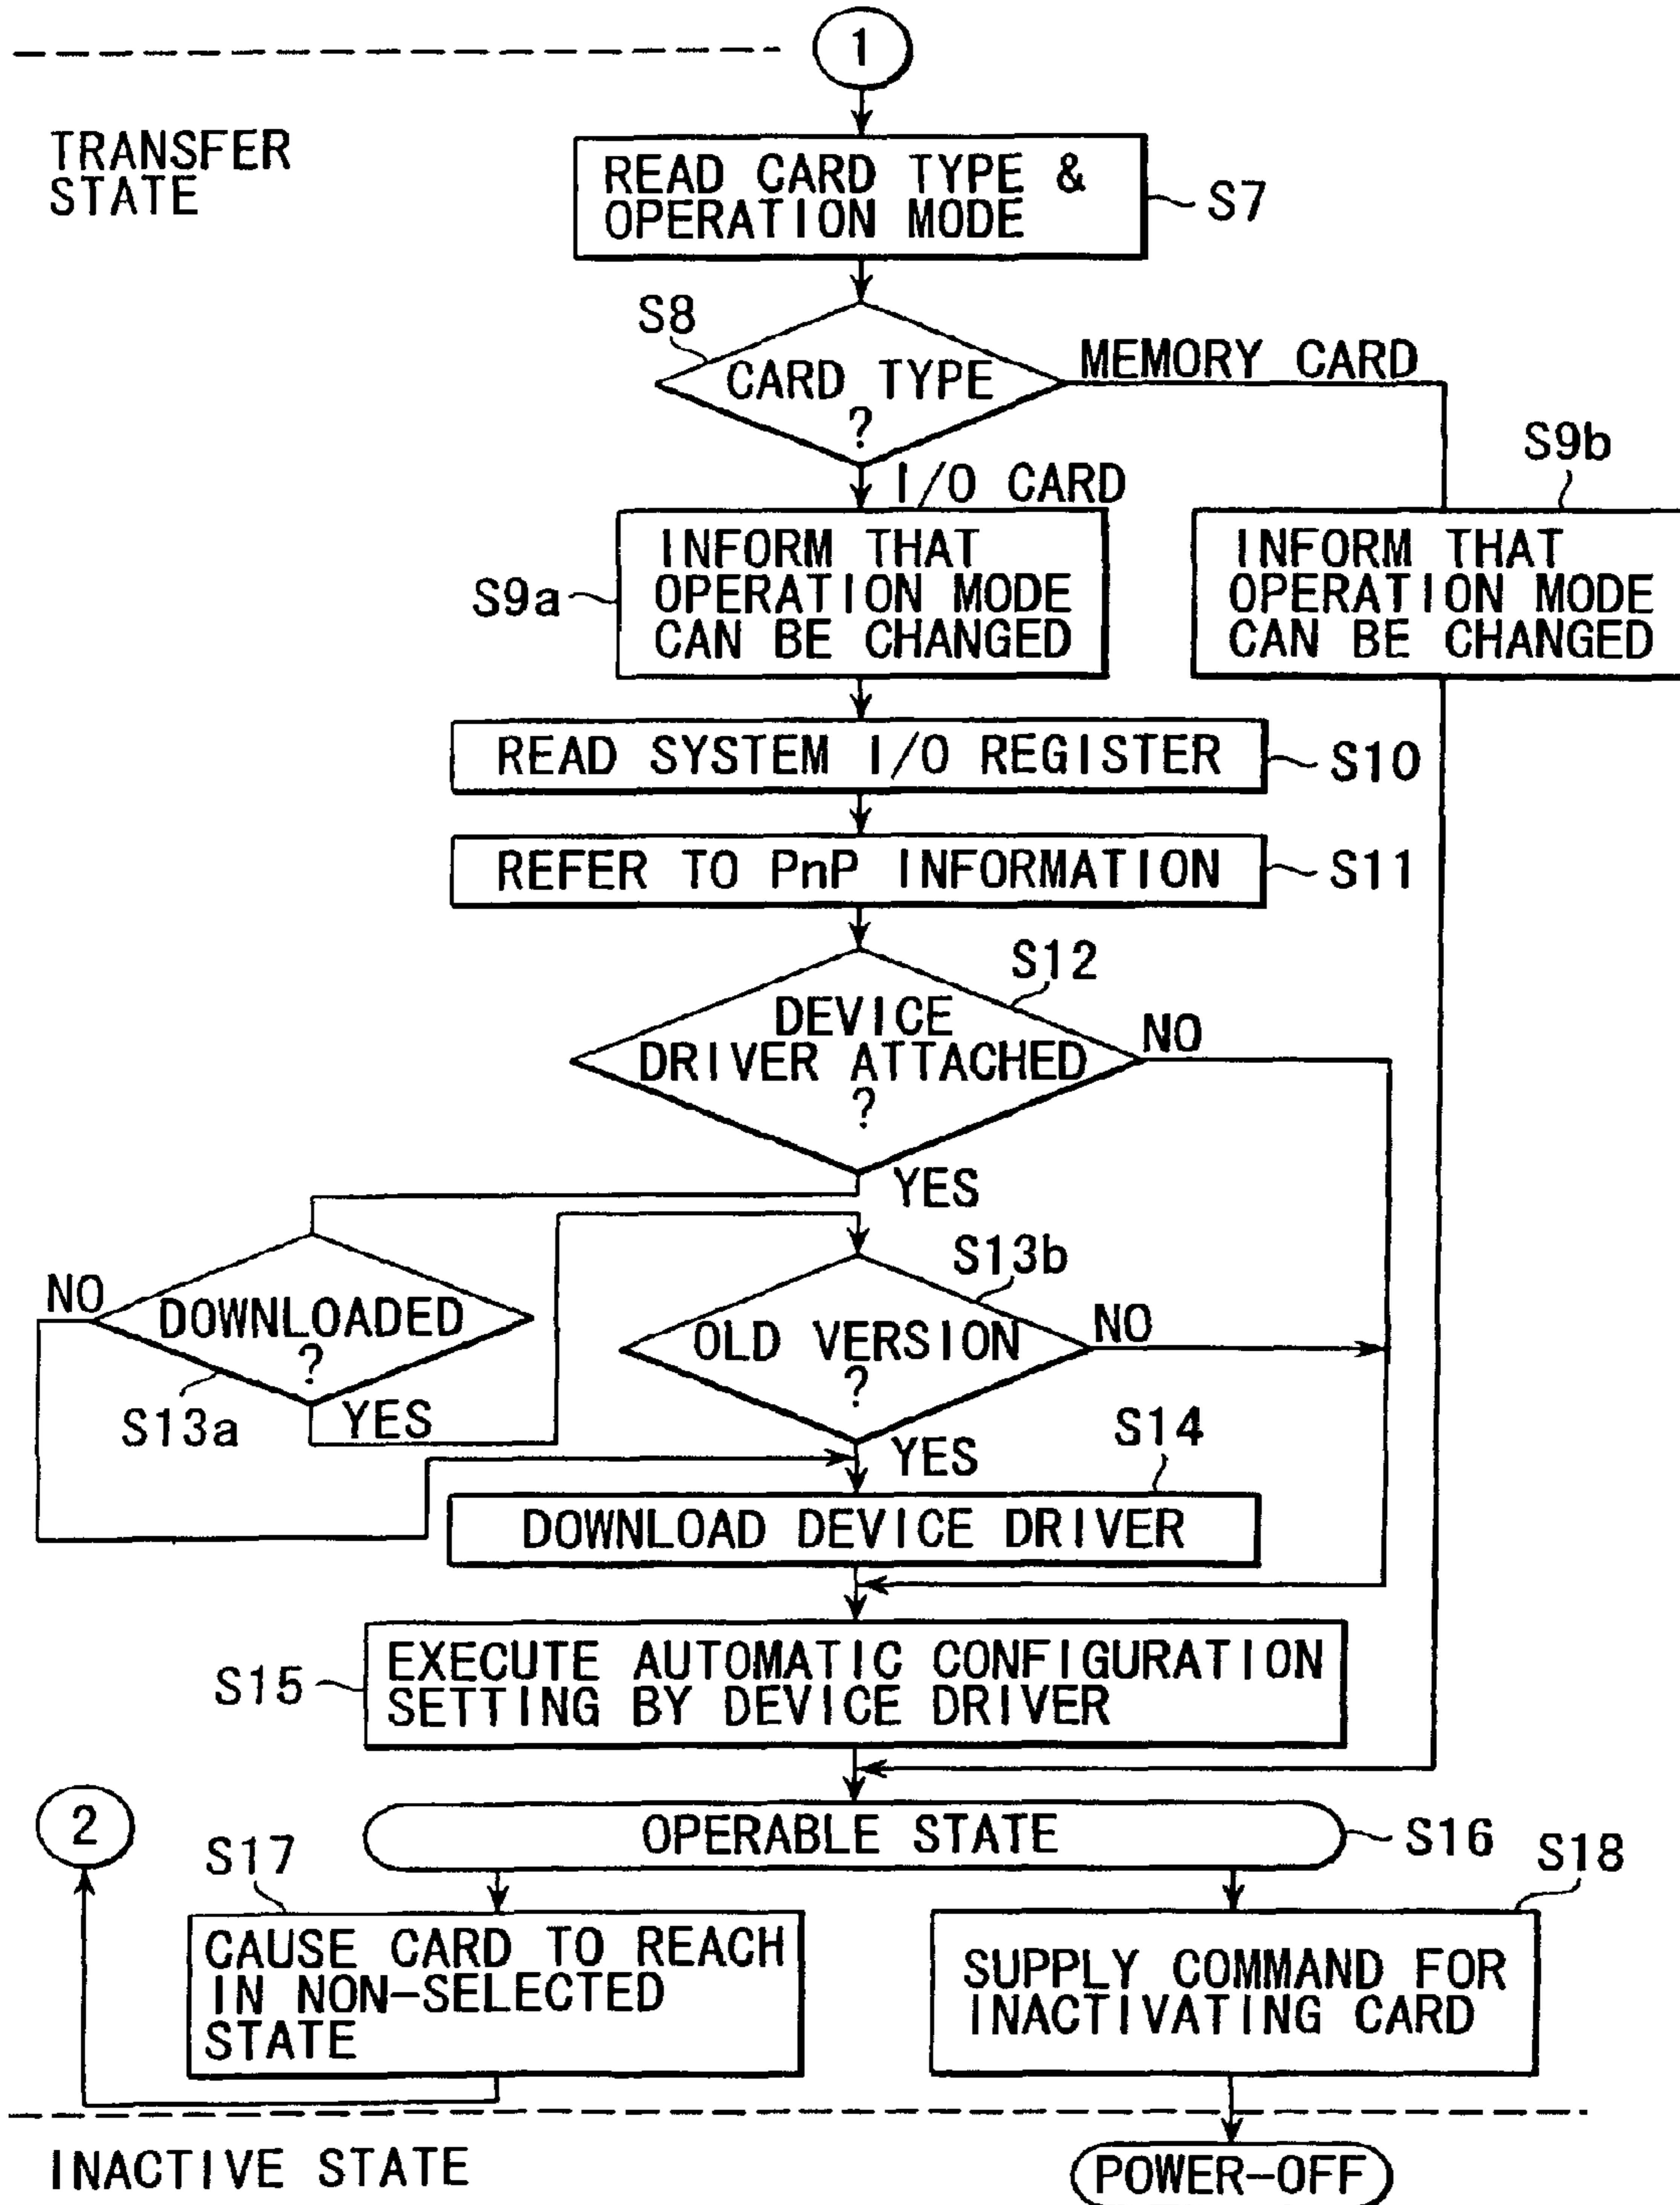 1
TRANSFER
STATE
READ CARD TYPE &
OPERATION MODE
S7
S8
CARD TYPE
?
MEMORY CARD
I/O CARD
S9b
S9a
INFORM THAT
OPERATION MODE
CAN BE CHANGED
INFORM THAT
OPERATION MODE
CAN BE CHANGED
READ SYSTEM I/O REGISTER
S10
REFER TO PnP INFORMATION
S11
S12
DEVICE
DRIVER ATTACHED
?
NO
YES
NO
DOWNLOADED
?
S13a
YES
S13b
OLD VERSION
?
NO
YES
S14
DOWNLOAD DEVICE DRIVER
S15
EXECUTE AUTOMATIC CONFIGURATION
SETTING BY DEVICE DRIVER
2
OPERABLE STATE
S16
S17
CAUSE CARD TO REACH
IN NON-SELECTED
STATE
S18
SUPPLY COMMAND FOR
INACTIVATING CARD
INACTIVE STATE
POWER-OFF